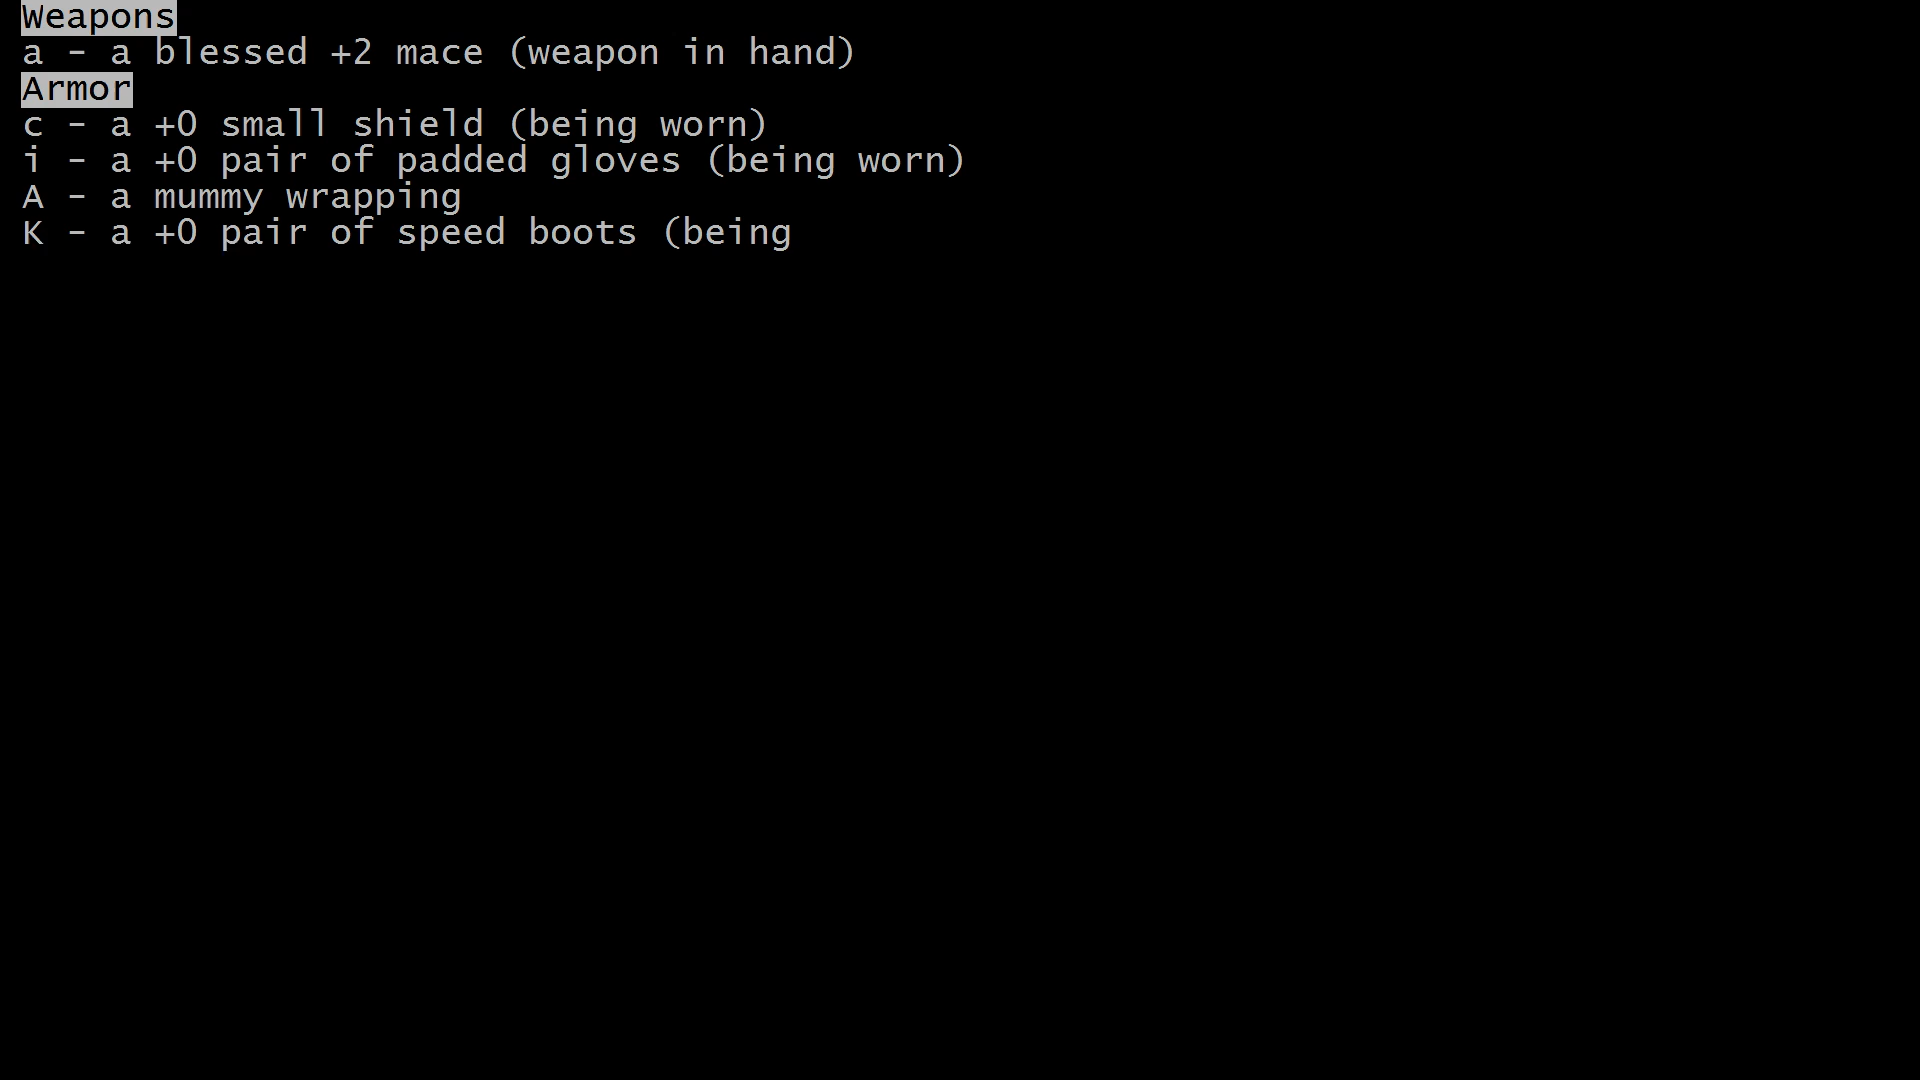 Weapons
a - a blessed +2 mace (weapon in hand)
Armor
c - a +0 small shield (being worn)
i - a +0 pair of padded gloves (being worn)
A - a mummy wrapping
K - a +0 pair of speed boots (being